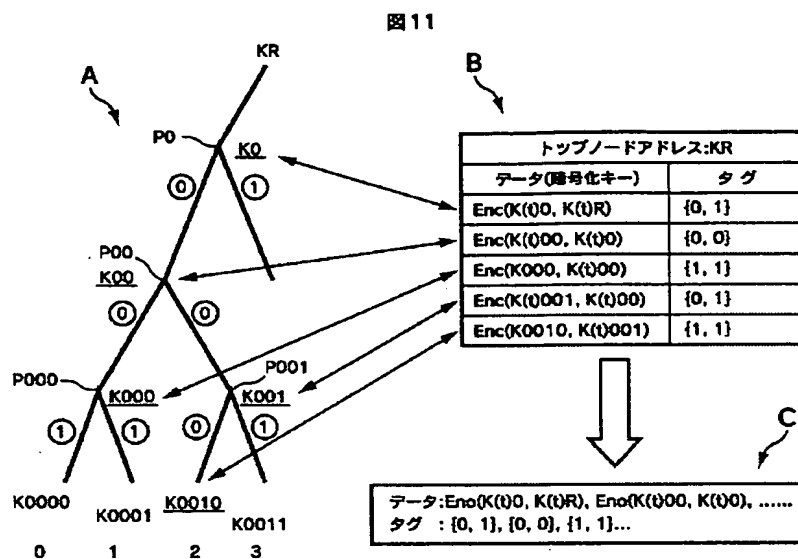 図11
KR
A
B
P0
K0
0
1
トップノードアドレス:KR
データ(暗号化キー) タグ
Enc(K(t)0, K(t)R) {0, 1}
Enc(K(t)00, K(t)0) {0, 0}
Enc(K000, K(t)00) {1, 1}
Enc(K(t)001, K(t)00) {0, 1}
Enc(K0010, K(t)001) {1, 1}
P00
K00
0
0
P000
K000
P001
K001
1
1
0
1
C
K0000
K0001
K0010
K0011
0 1 2 3
データ:Eno(K(t)0, K(t)R), Eno(K(t)00, K(t)0), ......
タグ :{0, 1}, {0, 0}, {1, 1}...